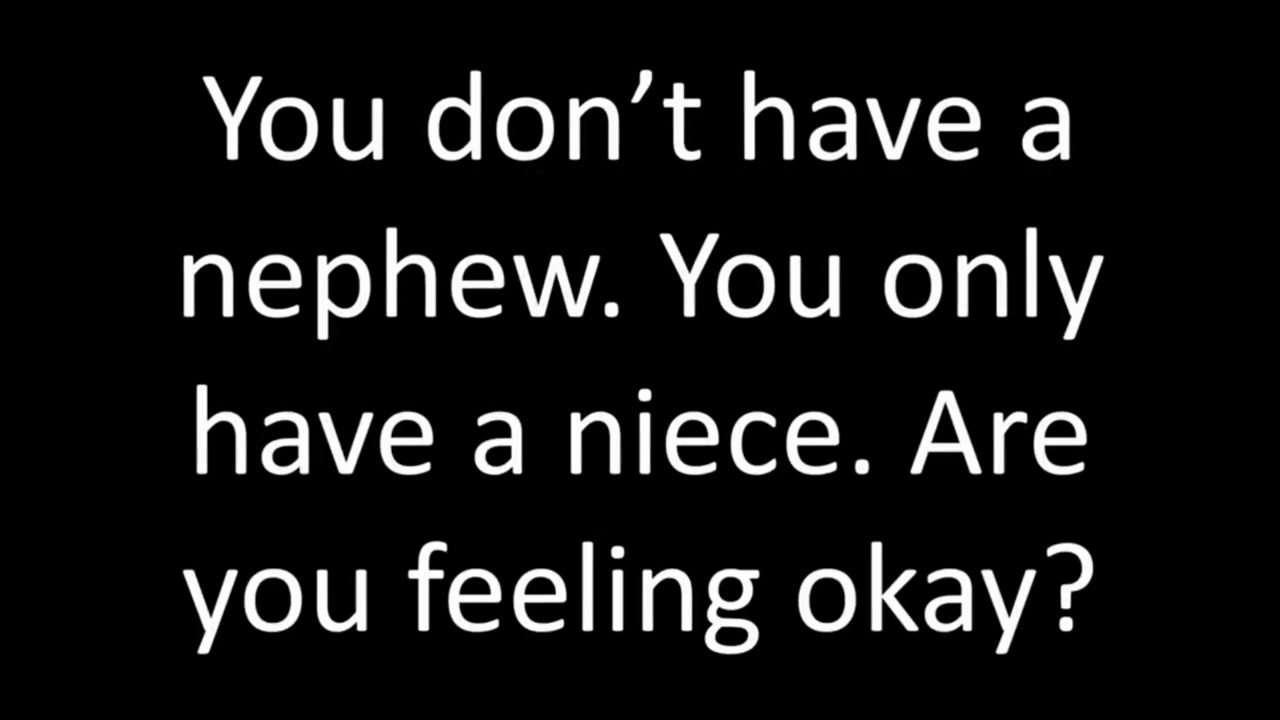 You don’t have a
nephew. You only
have a niece. Are
you feeling okay?